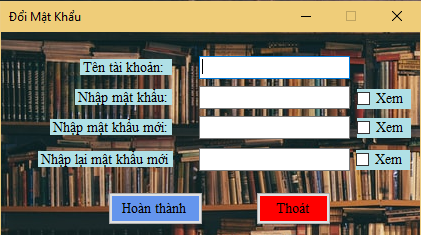 Đổi Mật Khẩu
Tên tài khoản:
Nhập mật khẩu:
Xem
Nhập mật khẩu mới:
Xem
Nhập lại mật khẩu mới
Xem
Hoàn thành
Thoát